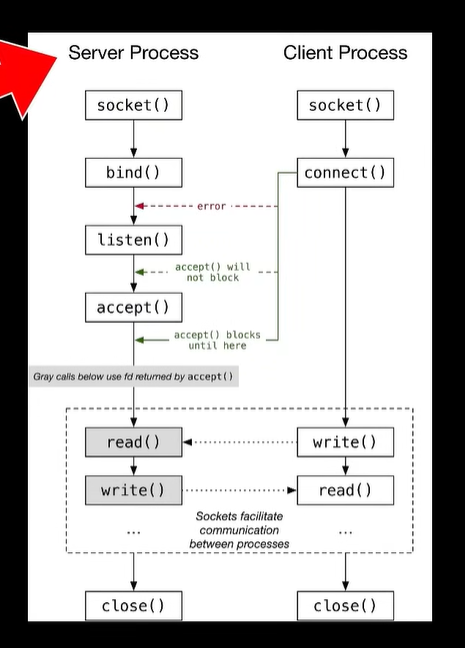 Server Process
Client Process
socket()
socket()
bind()
connect()
error
listen()
accept() will
not block
accept()
accept() blocks
until here
Gray calls below use fd returned by accept()
read()
write()
write()
read()
Sockets facilitate
communication
between processes
...
...
close()
close()